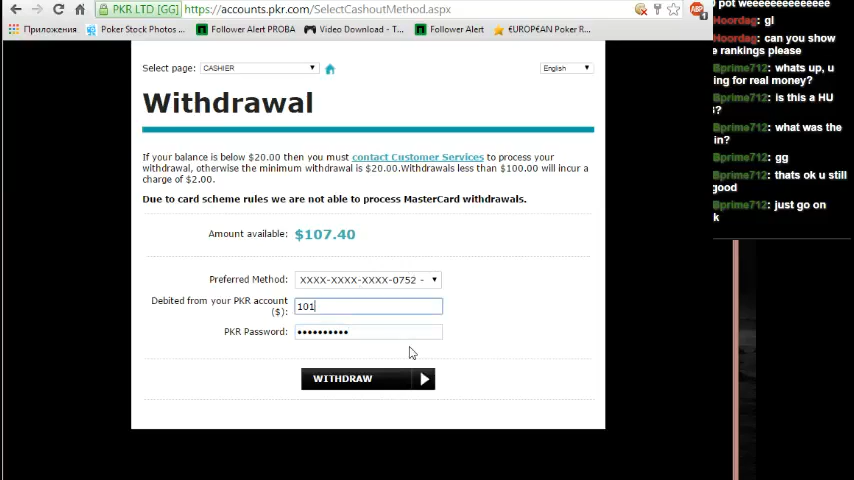 PKR LTD [GG] https://accounts.pkr.com/SelectCashoutMethod.aspx
ABP
1
Приложения
Poker Stock Photos ...
Follower Alert PROBA
Video Download - T...
Follower Alert
€UROP€AN Poker R...
Select page: CASHIER
English
Withdrawal
If your balance is below $20.00 then you must contact Customer Services to process your
withdrawal, otherwise the minimum withdrawal is $20.00.Withdrawals less than $100.00 will incur a
charge of $2.00.
Due to card scheme rules we are not able to process MasterCard withdrawals.
Amount available: $107.40
Preferred Method: XXXX-XXXX-XXXX-0752 -
Debited from your PKR account
($): 101
PKR Password: ••••••••••
WITHDRAW
pot weeeeeeeeeeeeee
Hoordag: gl
Hoordag: can you show
e rankings please
Bprime712: whats up, u
ing for real money?
Bprime712: is this a HU
?
Bprime712: what was the
in?
Bprime712: gg
Bprime712: thats ok u still
good
Bprime712: just go on
k